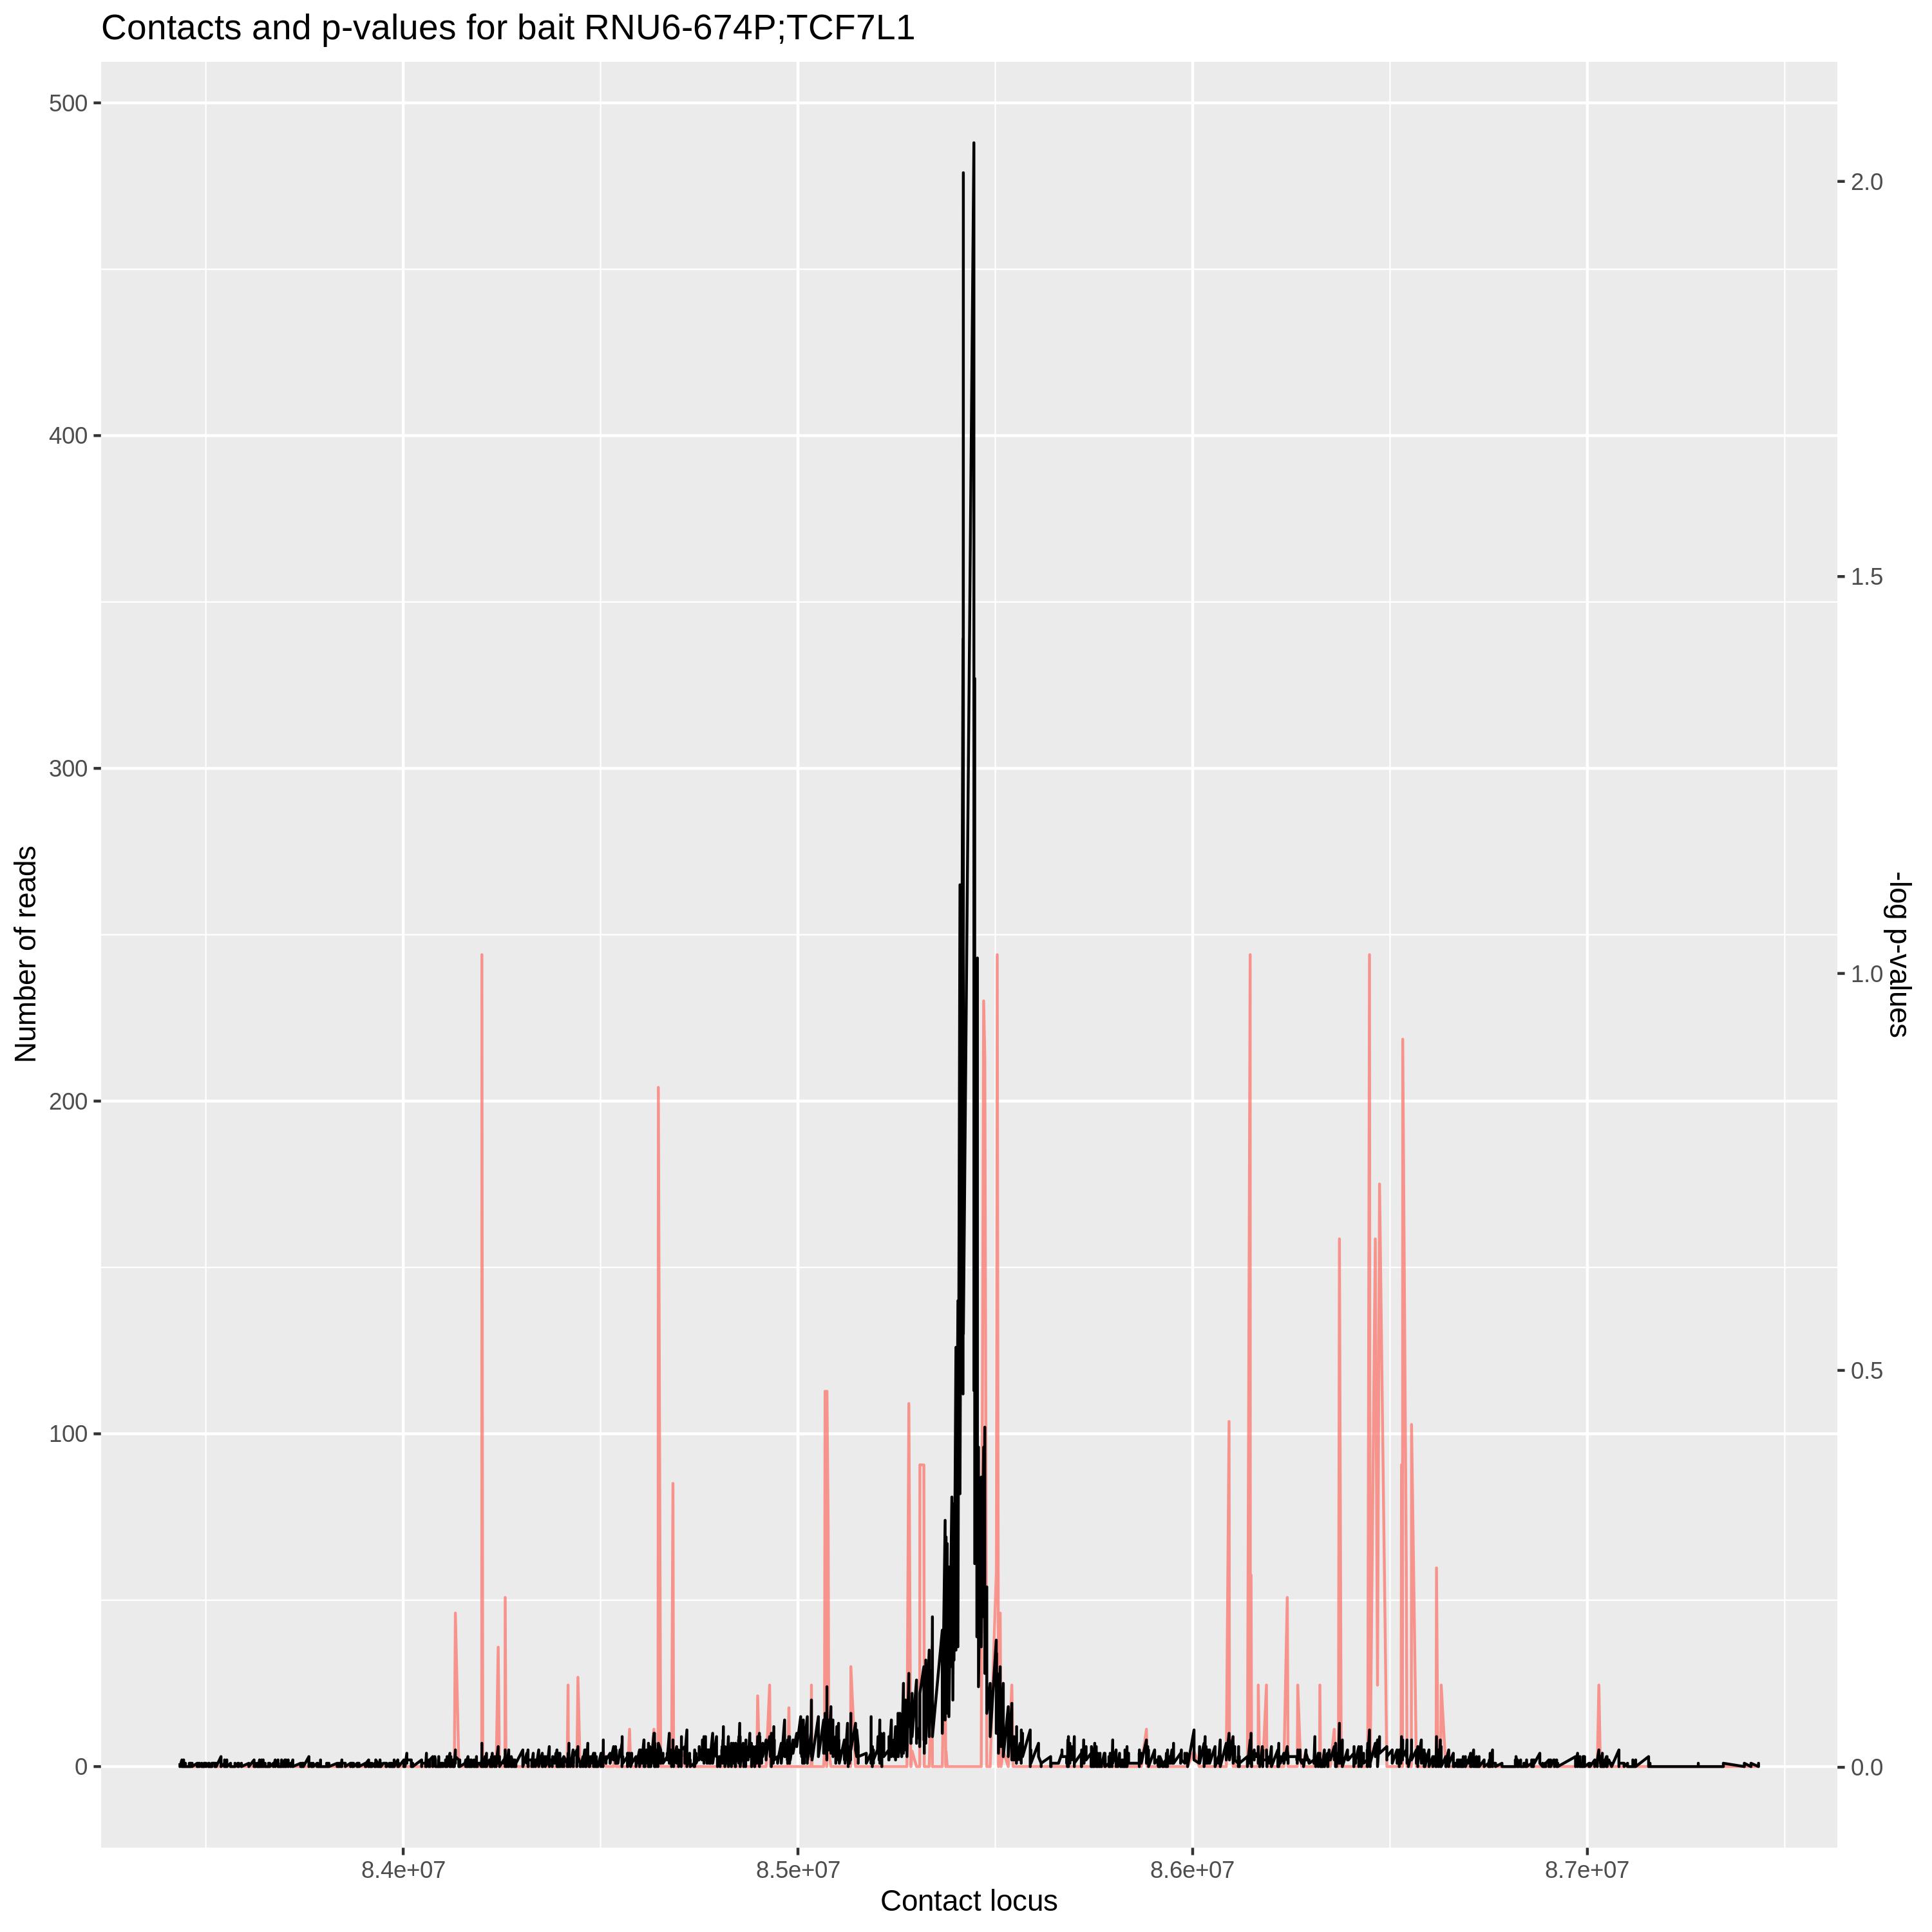 Contacts and p-values for bait RNU6-674P;TCF7L1
500
400
300
200
100
0
Number of reads
2.0
1.5
1.0
0.5
0.0
-log p-values
8.4e+07
8.5e+07
8.6e+07
8.7e+07
Contact locus